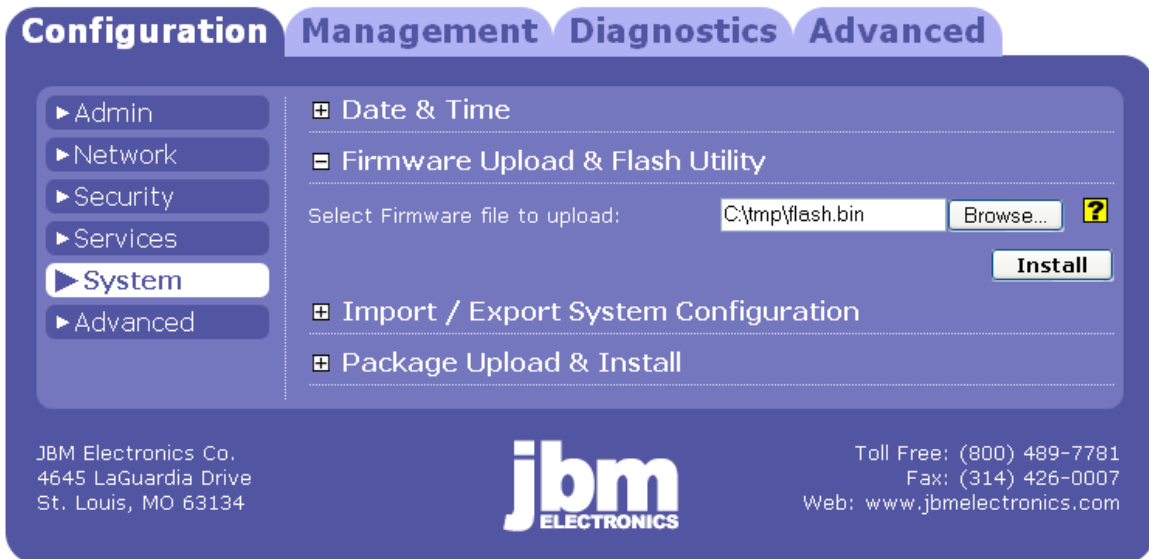 Configuration Management Diagnostics Advanced
Admin
Network
Security
Services
System
Advanced
Date & Time
Firmware Upload & Flash Utility
Select Firmware file to upload: C:\tmp\flash.bin Browse... ?
Install
Import / Export System Configuration
Package Upload & Install
JBM Electronics Co.
4645 LaGuardia Drive
St. Louis, MO 63134
jbm
ELECTRONICS
Toll Free: (800) 489-7781
Fax: (314) 426-0007
Web: www.jbmelectronics.com